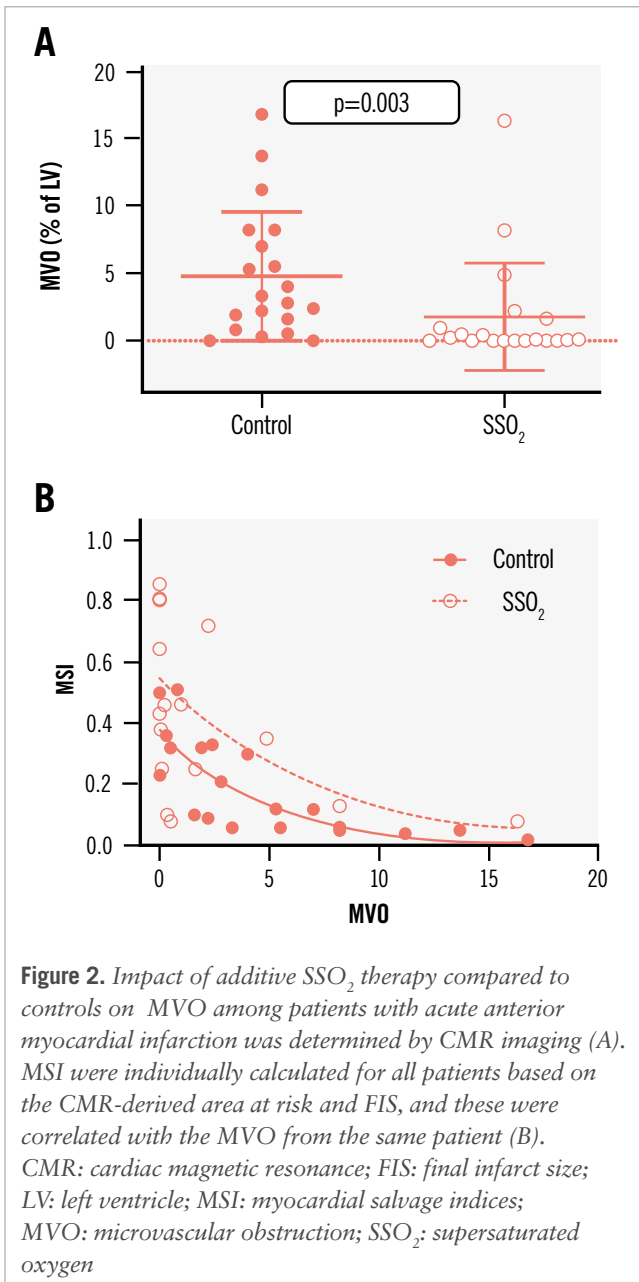 A
20
15
10
5
0
MVO (% of LV)
p=0.003
Control
SSO₂
B
1.0
0.8
0.6
0.4
0.2
0.0
MSI
Control
SSO₂
0
5
10
15
20
MVO
Figure 2. Impact of additive SSO₂ therapy compared to
controls on MVO among patients with acute anterior
myocardial infarction was determined by CMR imaging (A).
MSI were individually calculated for all patients based on
the CMR-derived area at risk and FIS, and these were
correlated with the MVO from the same patient (B).
CMR: cardiac magnetic resonance; FIS: final infarct size;
LV: left ventricle; MSI: myocardial salvage indices;
MVO: microvascular obstruction; SSO₂: supersaturated
oxygen